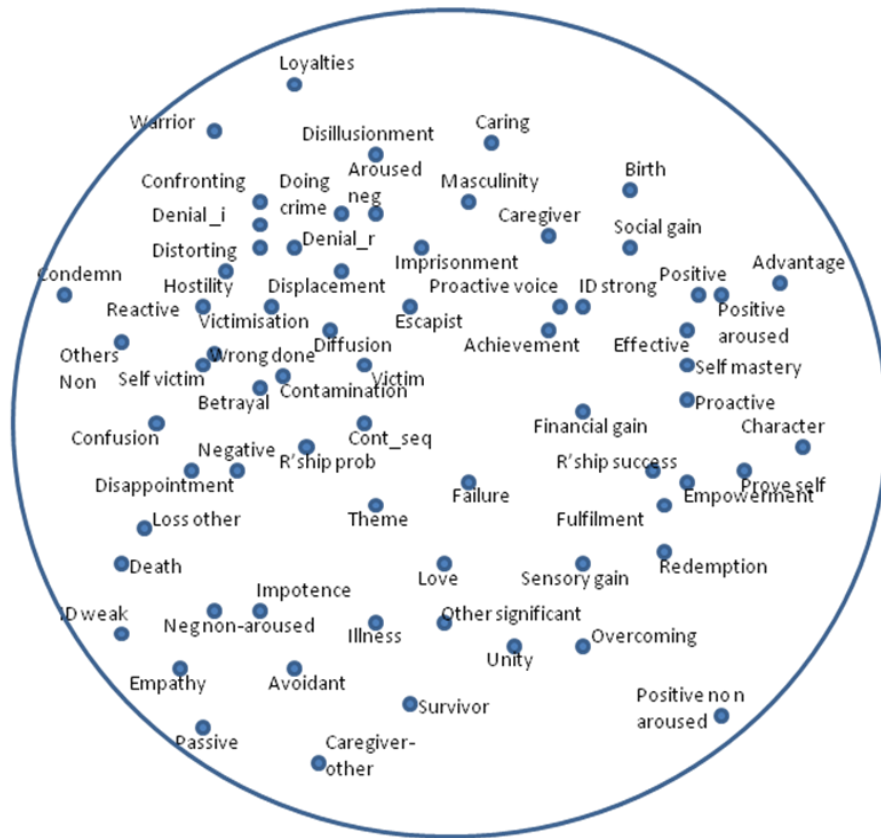 Loyalties
Warrior
Disillusionment
Caring
Aroused
neg
Birth
Confronting
Doing
crime
Masculinity
Denial_i
Caregiver
Social gain
Distorting
Denial_r
Imprisonment
Condemn
Hostility
Displacement
Proactive voice
ID strong
Positive
Advantage
Reactive
Victimisation
Escapist
Positive
aroused
Others
Non
Wrong done
Diffusion
Achievement
Effective
Self victim
Victim
Self mastery
Betrayal
Contamination
Proactive
Confusion
Negative
Cont_seq
Financial gain
Character
Disappointment
R'ship prob
R'ship success
Prove self
Failure
Empowerment
Loss other
Theme
Fulfilment
Death
Love
Sensory gain
Redemption
ID weak
Impotence
Neg non-aroused
Illness
Other significant
Overcoming
Unity
Empathy
Avoidant
Survivor
Positive non
aroused
Passive
Caregiver-
other